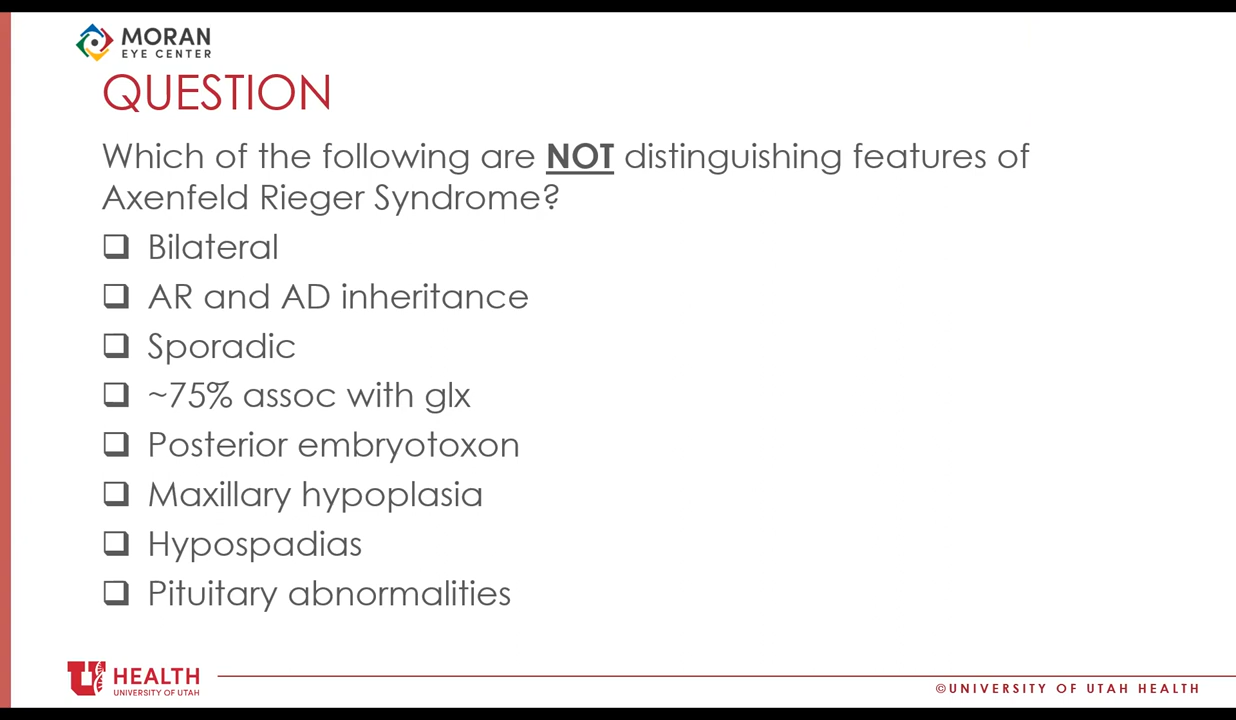 MORAN
EYE CENTER
QUESTION
Which of the following are NOT distinguishing features of
Axenfeld Rieger Syndrome?
❑ Bilateral
❑ AR and AD inheritance
❑ Sporadic
❑ ~75% assoc with glx
❑ Posterior embryotoxon
❑ Maxillary hypoplasia
❑ Hypospadias
❑ Pituitary abnormalities
U HEALTH
UNIVERSITY OF UTAH
©UNIVERSITY OF UTAH HEALTH